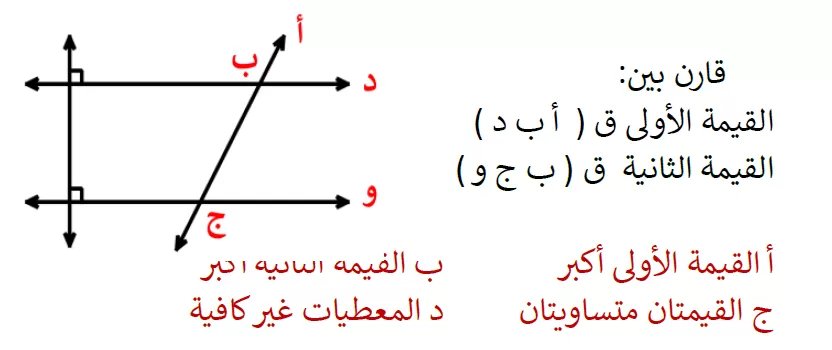 أ
ب
د
و
ج
قارن بين:
القيمة الأولى ق ( أ ب د )
القيمة الثانية ق ( ب ج و )
أ القيمة الأولى أكبر
ب القيمة الثانية أكبر
ج القيمتان متساويتان
د المعطيات غير كافية